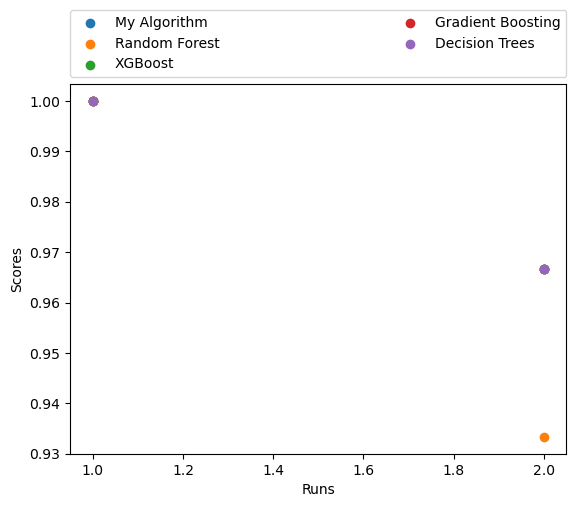 My Algorithm
Random Forest
XGBoost
Gradient Boosting
Decision Trees
1.00
0.99
0.98
0.97
0.96
0.95
0.94
0.93
Scores
1.0 1.2 1.4 1.6 1.8 2.0
Runs